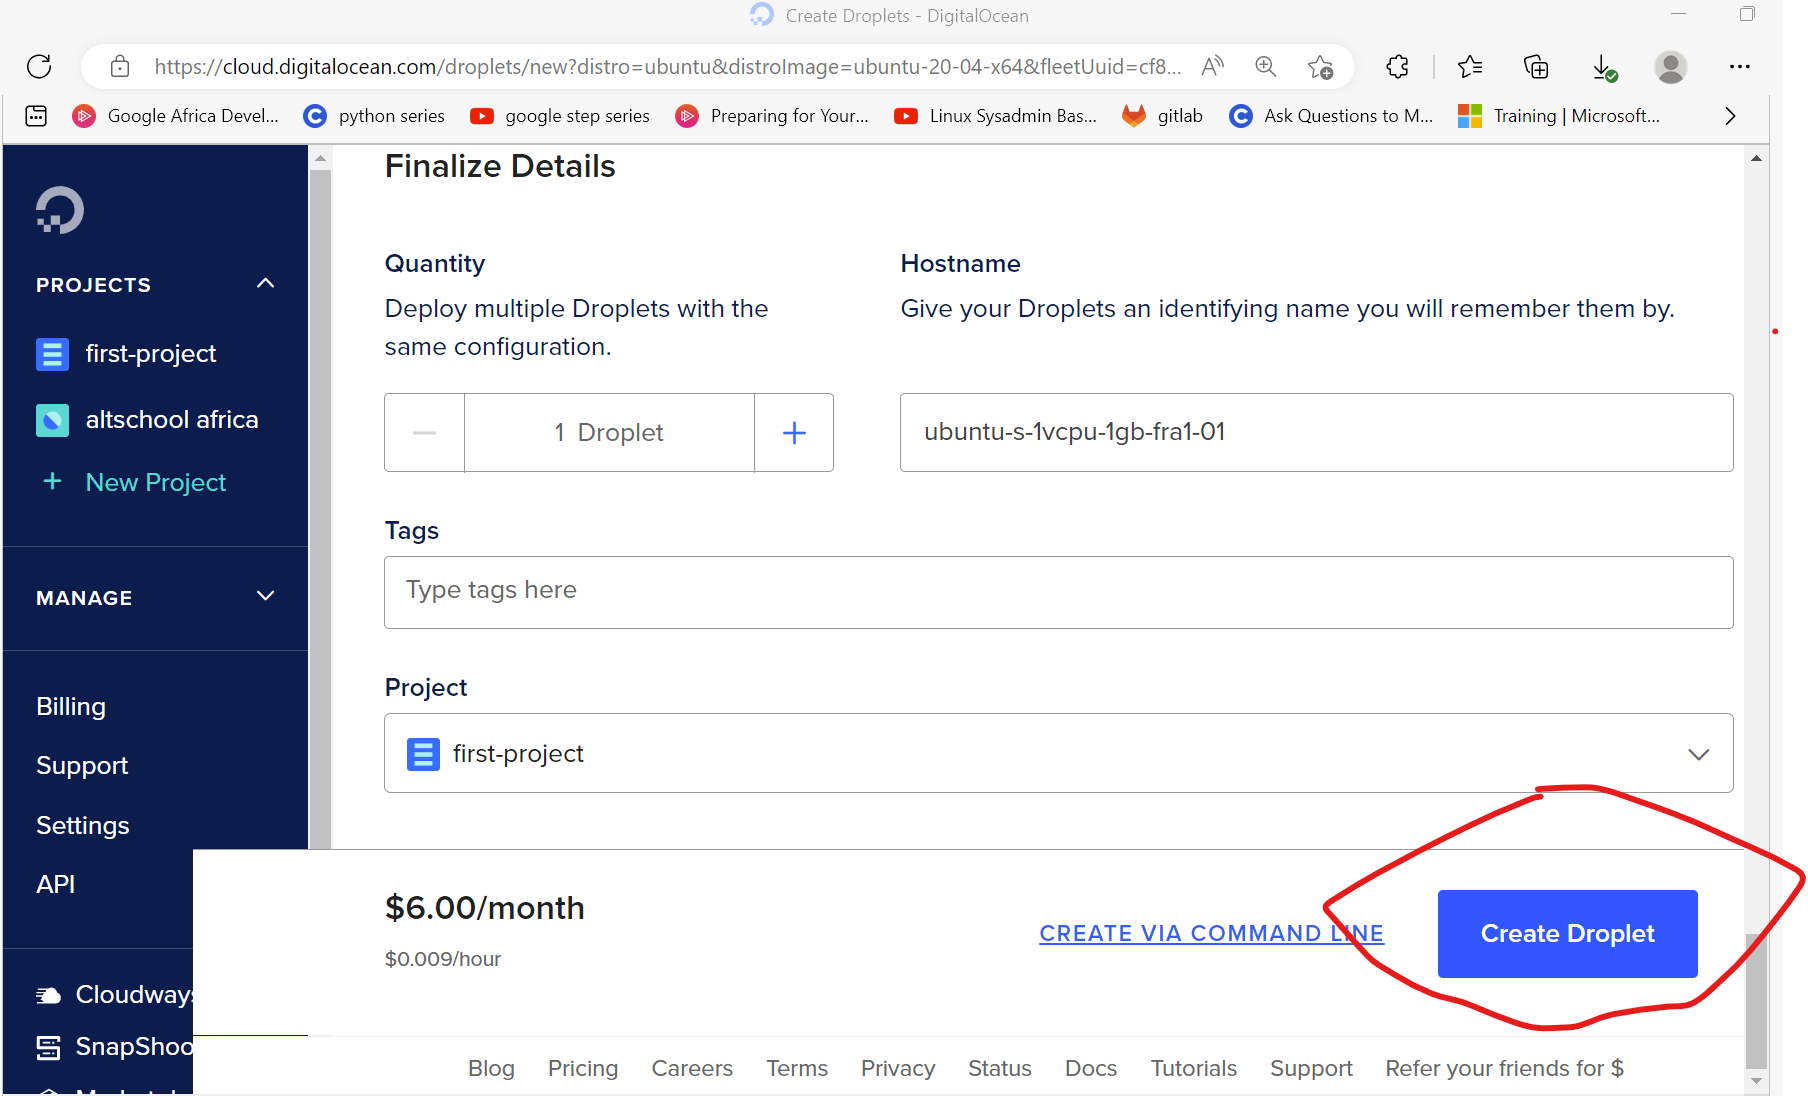 Create Droplets - DigitalOcean
https://cloud.digitalocean.com/droplets/new?distro=ubuntu&distroImage=ubuntu-20-04-x64&fleetUuid=cf8...
Google Africa Devel... python series google step series Preparing for Your... Linux Sysadmin Bas... gitlab Ask Questions to M... Training | Microsoft...
PROJECTS
first-project
altschool africa
+ New Project
MANAGE
Billing
Support
Settings
API
Cloudways
SnapShoo
Finalize Details
Quantity
Deploy multiple Droplets with the
same configuration.
1 Droplet
Hostname
Give your Droplets an identifying name you will remember them by.
ubuntu-s-1vcpu-1gb-fra1-01
Tags
Type tags here
Project
first-project
$6.00/month
$0.009/hour
CREATE VIA COMMAND LINE
Create Droplet
Blog Pricing Careers Terms Privacy Status Docs Tutorials Support Refer your friends for $